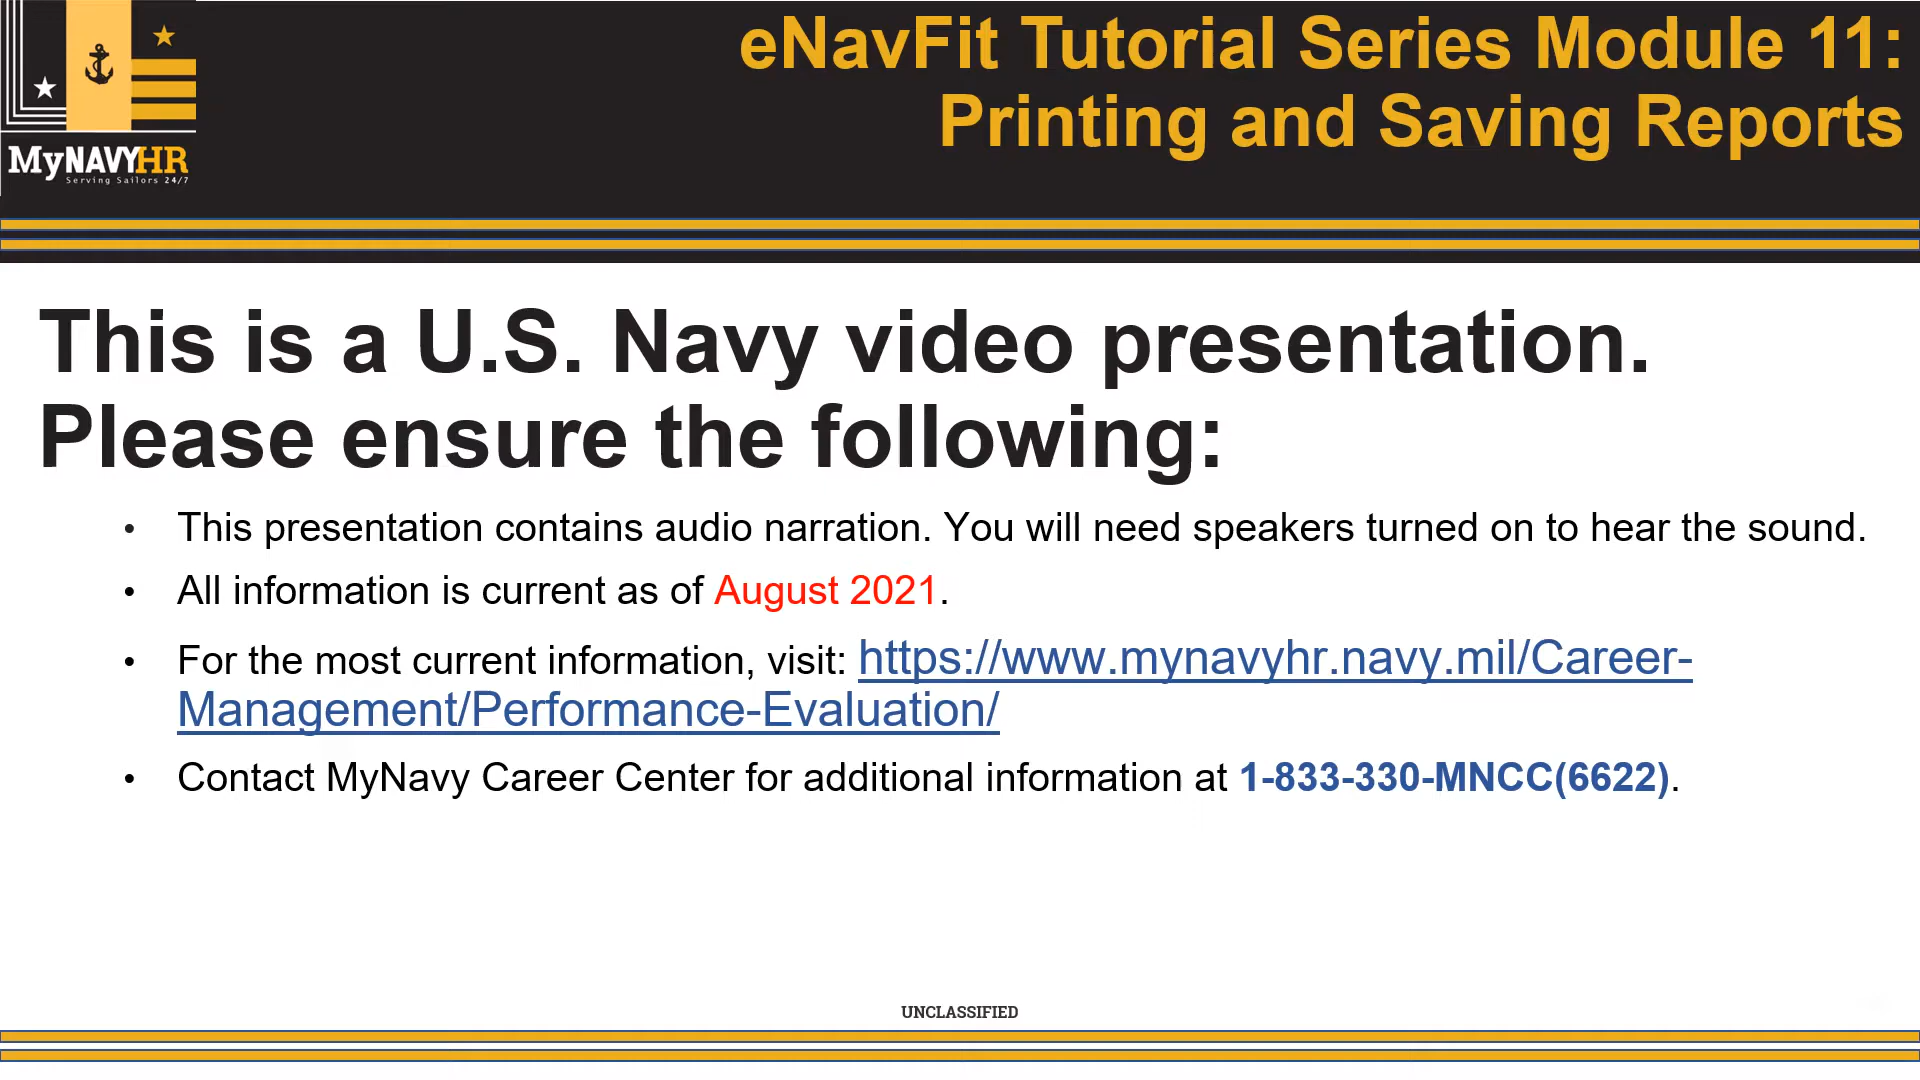 eNavFit Tutorial Series Module 11:
Printing and Saving Reports
MyNAVYHR
Serving Sailors 24/7
This is a U.S. Navy video presentation.
Please ensure the following:
• This presentation contains audio narration. You will need speakers turned on to hear the sound.
• All information is current as of August 2021.
• For the most current information, visit: https://www.mynavyhr.navy.mil/Career-
Management/Performance-Evaluation/
• Contact MyNavy Career Center for additional information at 1-833-330-MNCC(6622).
UNCLASSIFIED